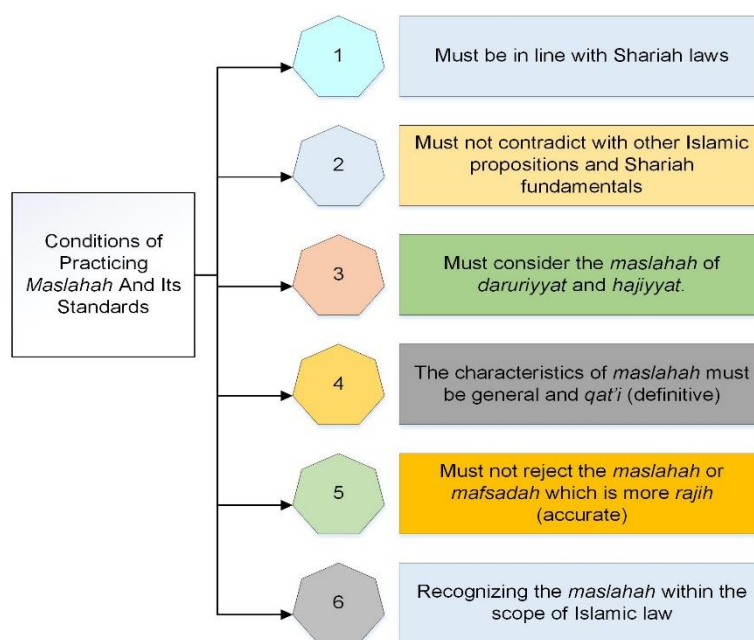 Conditions of
Practicing
Maslahah And Its
Standards
1
Must be in line with Shariah laws
2
Must not contradict with other Islamic
propositions and Shariah
fundamentals
3
Must consider the maslahah of
daruriyyat and hajiyyat.
4
The characteristics of maslahah must
be general and qat'i (definitive)
5
Must not reject the maslahah or
mafsadah which is more rajih
(accurate)
6
Recognizing the maslahah within the
scope of Islamic law